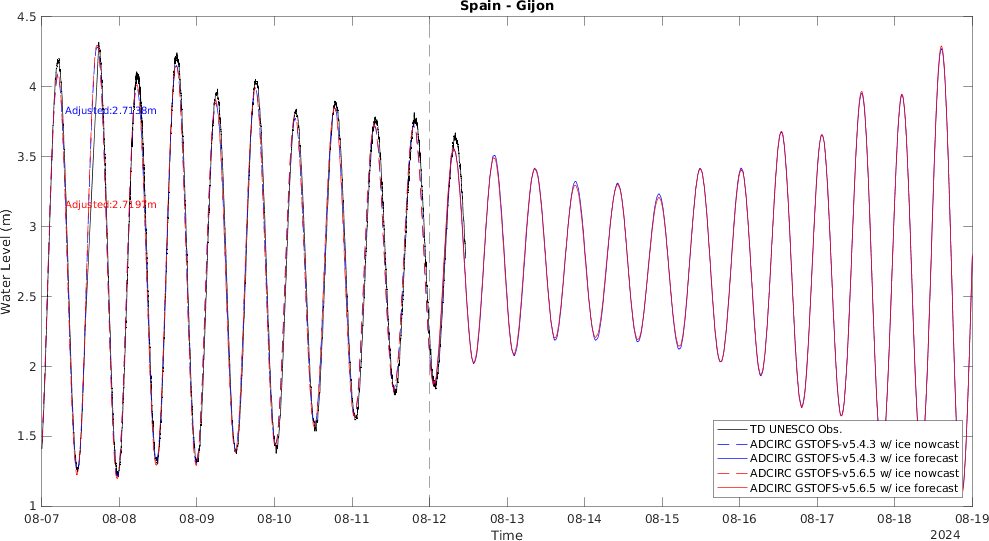 Spain - Gijon
4.5
4
3.5
3
2.5
2
1.5
1
Water Level (m)
Adjusted:2.7138m
Adjusted:2.7197m
TD UNESCO Obs.
ADCIRC GSTOFS-v5.4.3 w/ ice nowcast
ADCIRC GSTOFS-v5.4.3 w/ ice forecast
ADCIRC GSTOFS-v5.6.5 w/ ice nowcast
ADCIRC GSTOFS-v5.6.5 w/ ice forecast
08-07 08-08 08-09 08-10 08-11 08-12 08-13 08-14 08-15 08-16 08-17 08-18 08-19
Time
2024